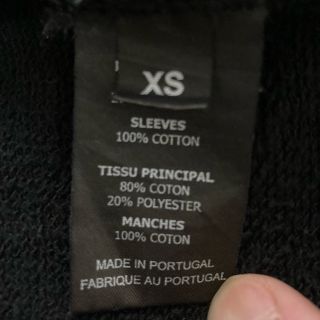 XS
SLEEVES
100% COTTON
TISSU PRINCIPAL
80% COTON
20% POLYESTER
MANCHES
100% COTON
MADE IN PORTUGAL
FABRIQUE AU PORTUGAL